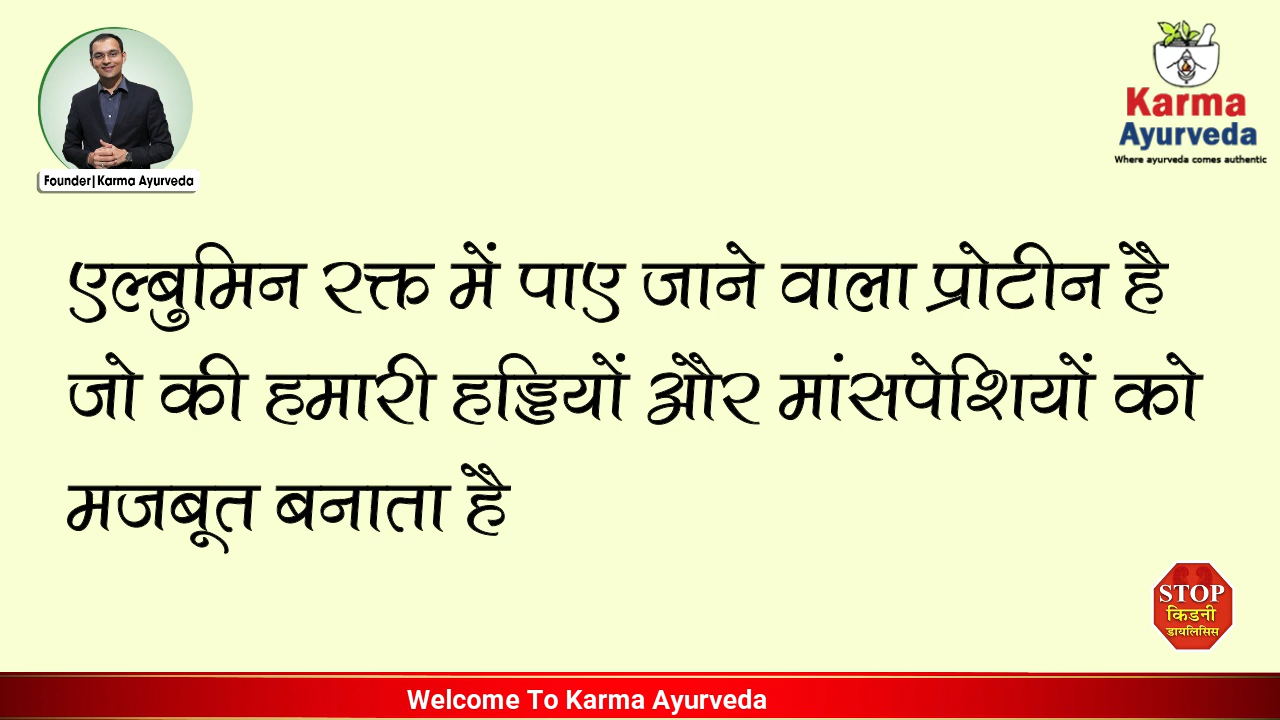 Founder|Karma Ayurveda
Karma
Ayurveda
Where ayurveda comes authentic
एल्बुमिन रक्त में पाए जाने वाला प्रोटीन है
जो की हमारी हड्डियों और मांसपेशियों को
मजबूत बनाता है
STOP
किडनी
डायलिसिस
Welcome To Karma Ayurveda